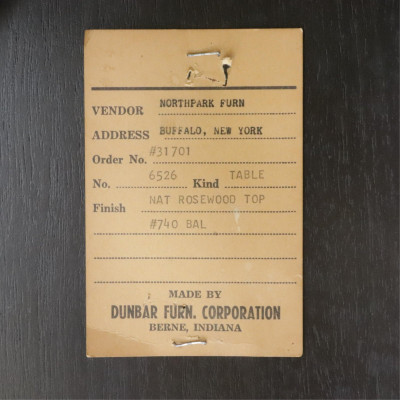 VENDOR NORTHPARK FURN
ADDRESS BUFFALO, NEW YORK
Order No. #31701
No. 6526 Kind TABLE
Finish NAT ROSEWOOD TOP
#740 BAL
MADE BY
DUNBAR FURN. CORPORATION
BERNE, INDIANA